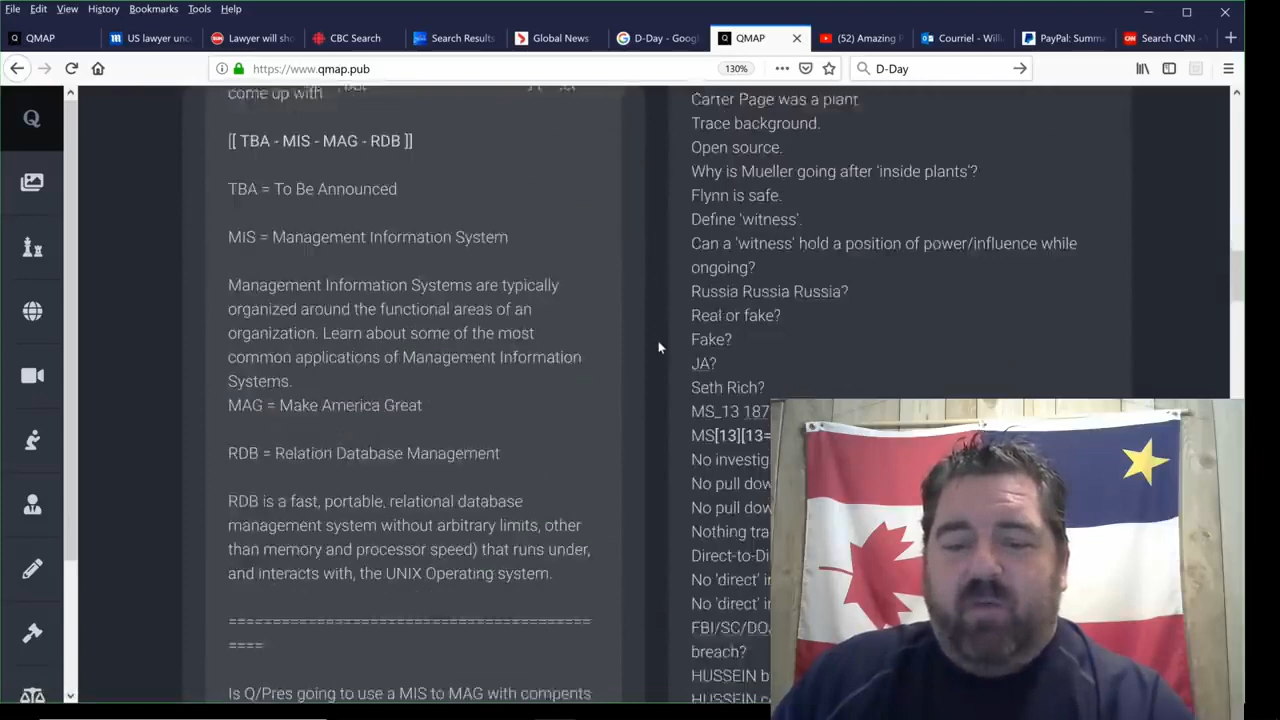 File Edit View History Bookmarks Tools Help
QMAP
US lawyer unc
Lawyer will sho
CBC Search
Search Results
Global News
D-Day - Goog
QMAP
(52) Amazing P
Courriel - Willi
PayPal: Summa
Search CNN -
https://www.qmap.pub
130%
D-Day
Q
come up with
[[ TBA - MIS - MAG - RDB ]]
TBA = To Be Announced
MIS = Management Information System
Management Information Systems are typically
organized around the functional areas of an
organization. Learn about some of the most
common applications of Management Information
Systems.
MAG = Make America Great
RDB = Relation Database Management
RDB is a fast, portable, relational database
management system without arbitrary limits, other
than memory and processor speed) that runs under,
and interacts with, the UNIX Operating system.
=======================================
====
Is Q/Pres going to use a MIS to MAG with compents
Carter Page was a plant.
Trace background.
Open source.
Why is Mueller going after 'inside plants'?
Flynn is safe.
Define 'witness'.
Can a 'witness' hold a position of power/influence while
ongoing?
Russia Russia Russia?
Real or fake?
Fake?
JA?
Seth Rich?
MS_13 187
MS[13][13=
No investig
No pull dow
No pull dow
Nothing tra
Direct-to-Di
No 'direct' i
No 'direct' i
FBI/SC/DO
breach?
HUSSEIN b
HUSSEIN c